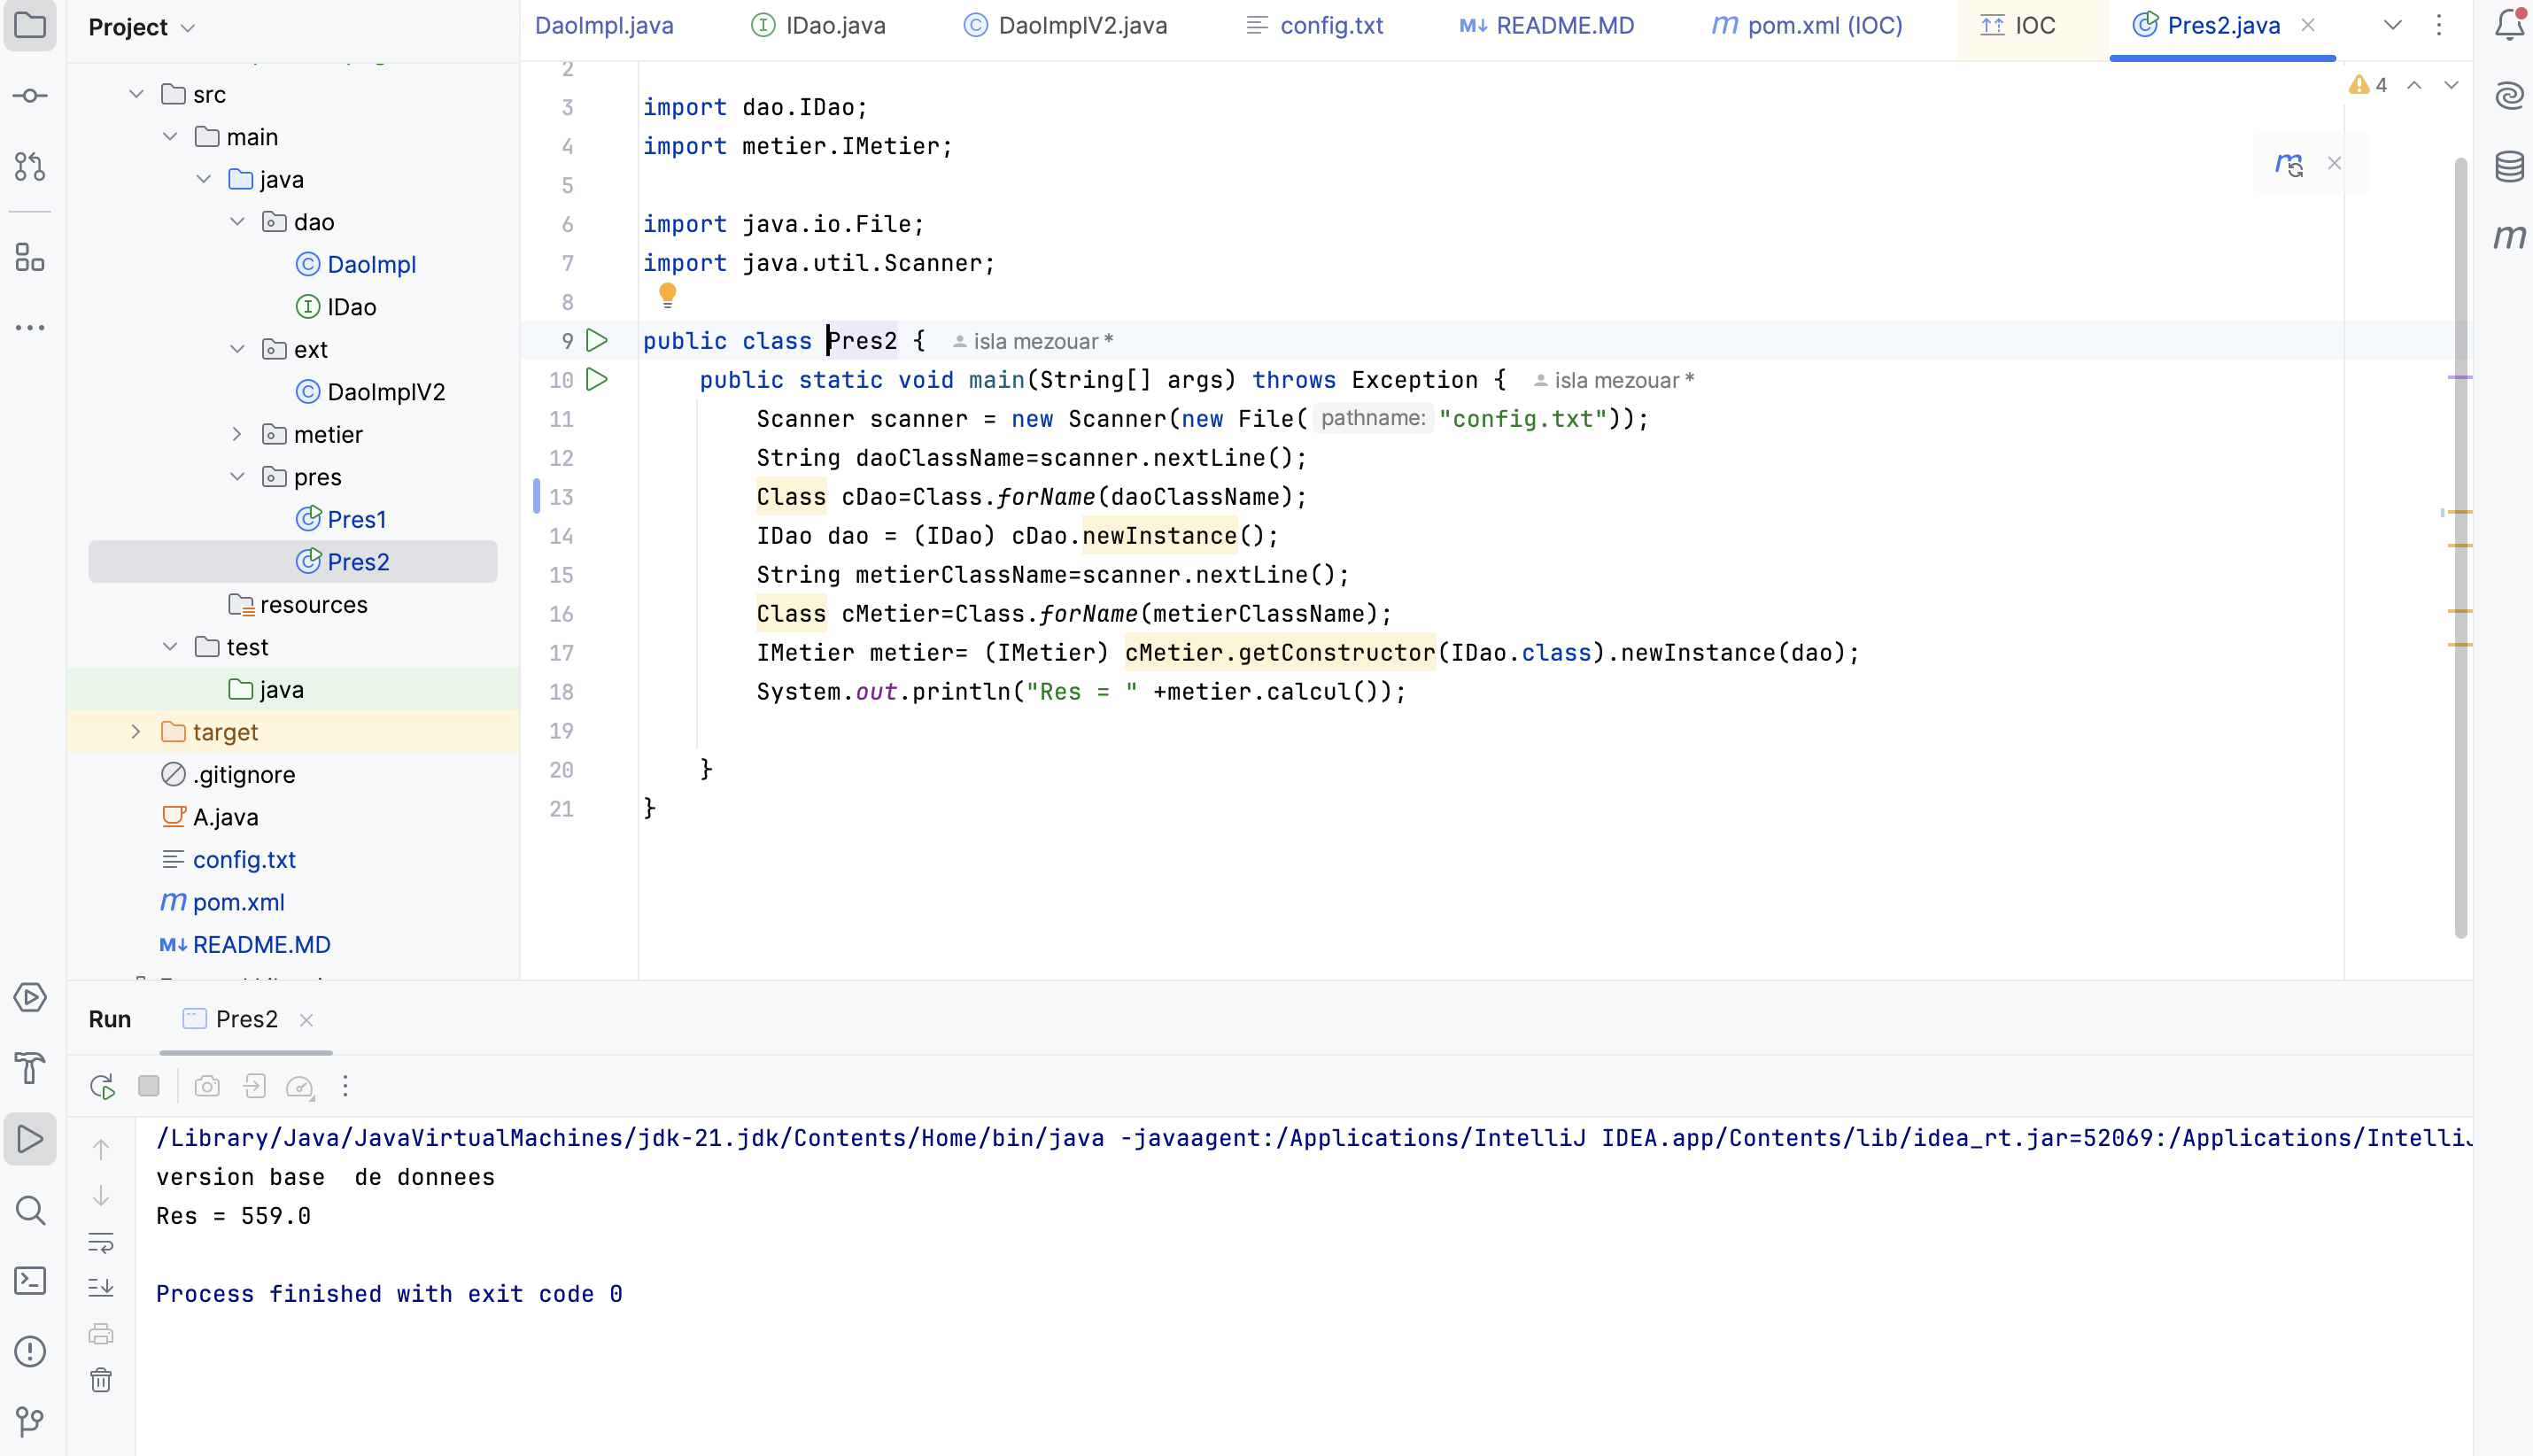 Project
DaoImpl.java
IDao.java
DaoImplV2.java
config.txt
README.MD
pom.xml (IOC)
IOC
Pres2.java
src
main
java
dao
DaoImpl
IDao
ext
DaoImplV2
metier
pres
Pres1
Pres2
resources
test
java
target
.gitignore
A.java
config.txt
pom.xml
README.MD
4
2
3 import dao.IDao;
4 import metier.IMetier;
5
6 import java.io.File;
7 import java.util.Scanner;
8
9 public class Pres2 { isla mezouar *
10 public static void main(String[] args) throws Exception { isla mezouar *
11 Scanner scanner = new Scanner(new File( pathname: "config.txt"));
12 String daoClassName=scanner.nextLine();
13 Class cDao=Class.forName(daoClassName);
14 IDao dao = (IDao) cDao.newInstance();
15 String metierClassName=scanner.nextLine();
16 Class cMetier=Class.forName(metierClassName);
17 IMetier metier= (IMetier) cMetier.getConstructor(IDao.class).newInstance(dao);
18 System.out.println("Res = " +metier.calcul());
19
20 }
21 }
Run
Pres2
/Library/Java/JavaVirtualMachines/jdk-21.jdk/Contents/Home/bin/java -javaagent:/Applications/IntelliJ IDEA.app/Contents/lib/idea_rt.jar=52069:/Applications/IntelliJ
version base  de donnees
Res = 559.0
Process finished with exit code 0